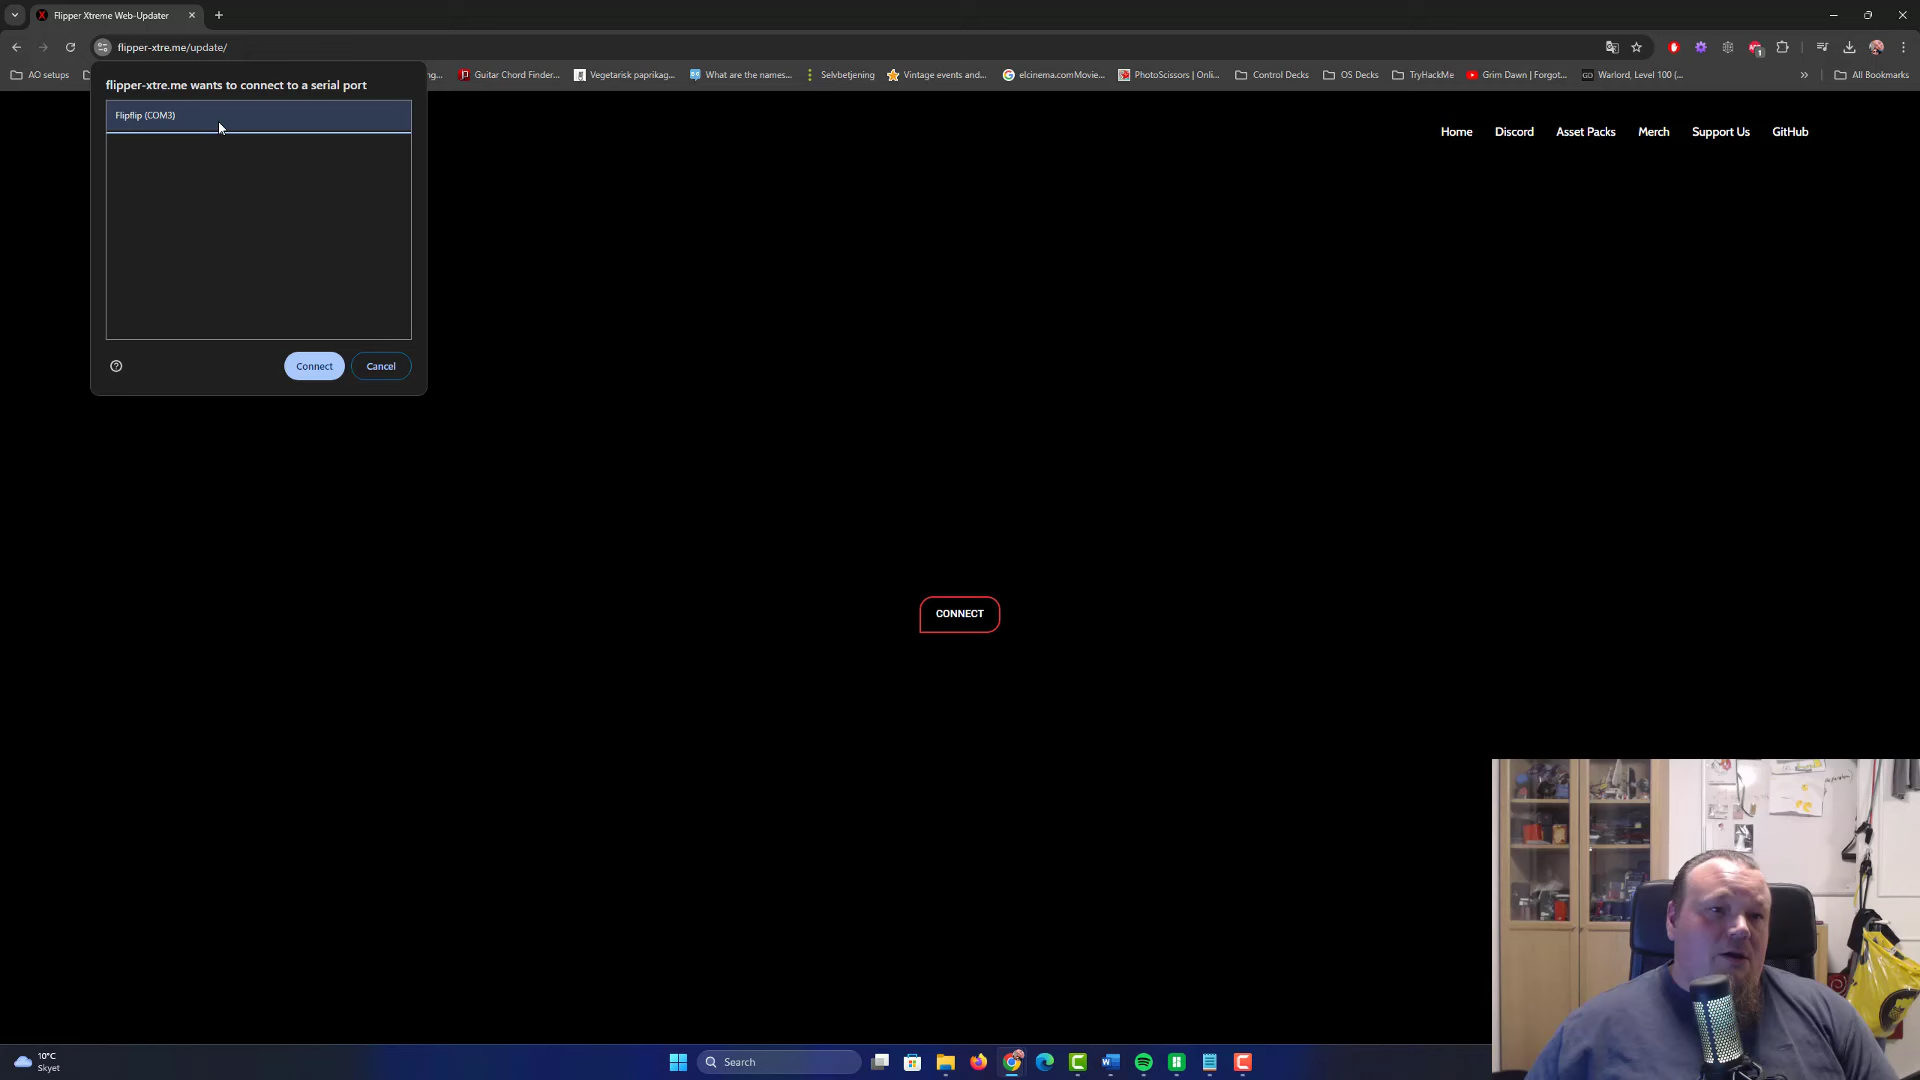 Flipper Xtreme Web-Updater
flipper-xtre.me/update/
AO setups
ng...
Guitar Chord Finder...
Vegetarisk paprikag...
What are the names...
Selvbetjening
Vintage events and...
elcinema.comMovie...
PhotoScissors | Onli...
Control Decks
OS Decks
TryHackMe
Grim Dawn | Forgot...
GD
Warlord, Level 100 (...
»
All Bookmarks
flipper-xtre.me wants to connect to a serial port
Flipflip (COM3)
Connect
Cancel
Home
Discord
Asset Packs
Merch
Support Us
GitHub
CONNECT
10°C
Skyet
Search